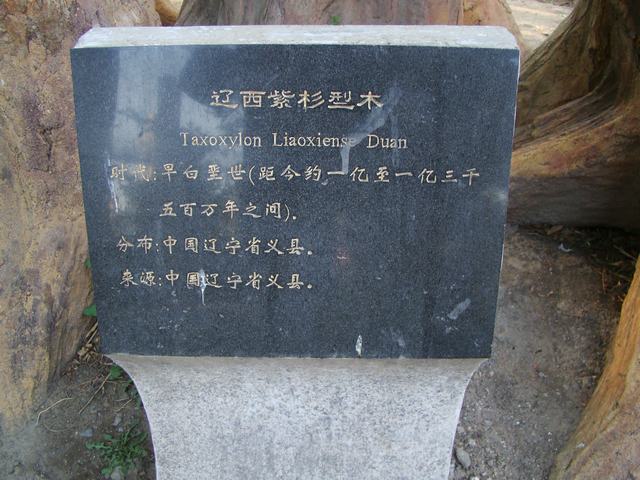 辽西紫杉型木
Taxoxylon Liaoxiense Duan
时代:早白垩世(距今约一亿至一亿三千
五百万年之间).
分布:中国辽宁省义县.
来源:中国辽宁省义县.